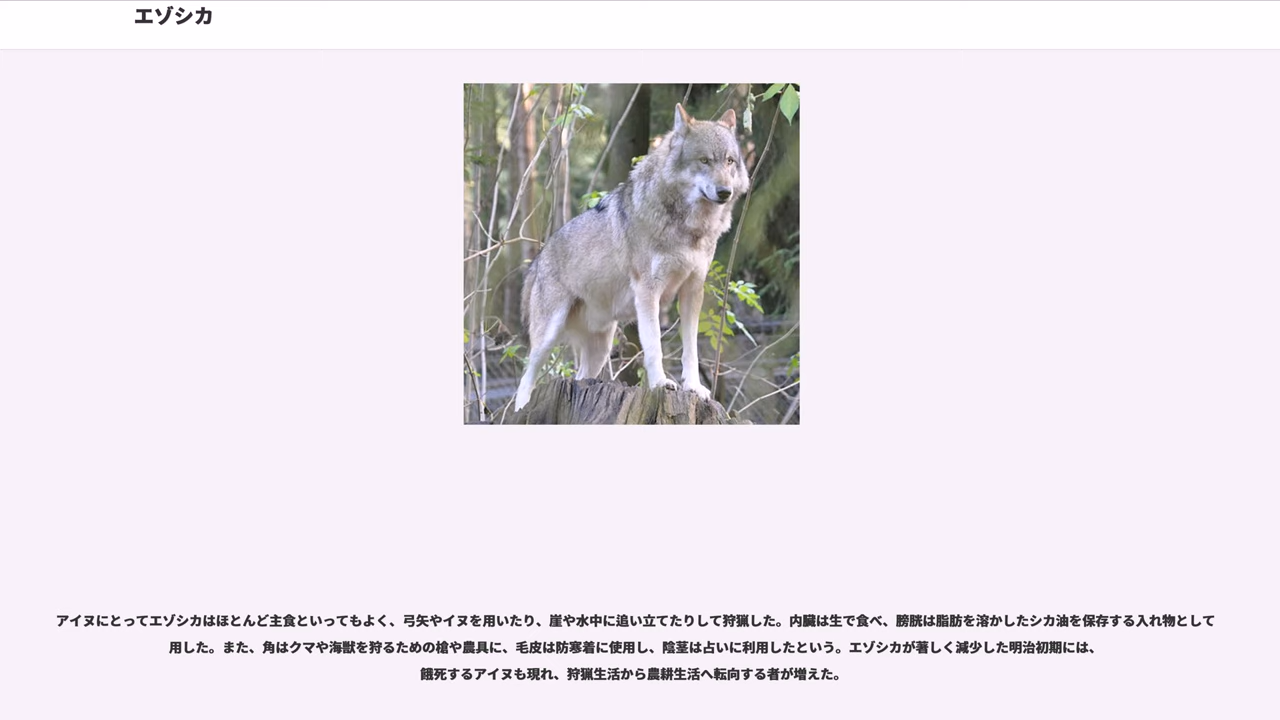 エゾシカ
アイヌにとってエゾシカはほとんど主食といってもよく、弓矢やイヌを用いたり、崖や水中に追い立てたりして狩猟した。内臓は生で食べ、膀胱は脂肪を溶かしたシカ油を保存する入れ物として
用した。また、角はクマや海獣を狩るための槍や農具に、毛皮は防寒着に使用し、陰茎は占いに利用したという。エゾシカが著しく減少した明治初期には、
餓死するアイヌも現れ、狩猟生活から農耕生活へ転向する者が増えた。